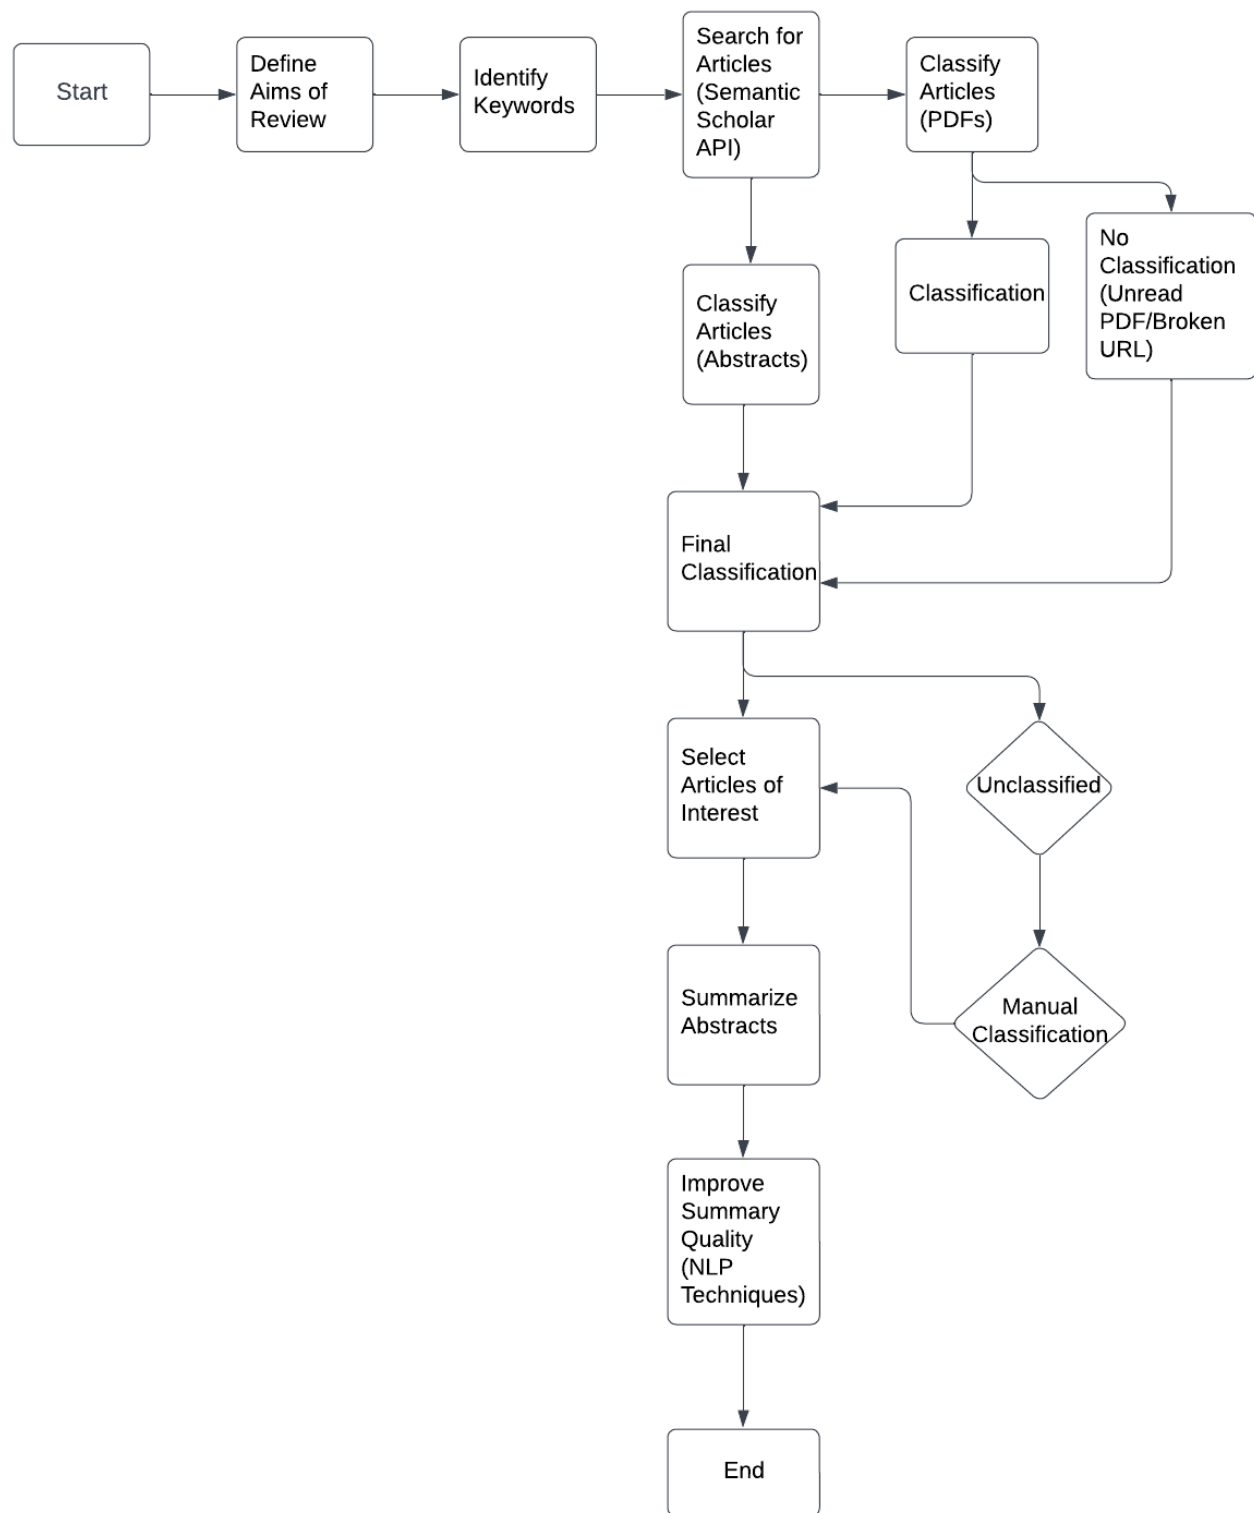 Start
Define
Aims of
Review
Identify
Keywords
Search for
Articles
(Semantic
Scholar
API)
Classify
Articles
(PDFs)
Classify
Articles
(Abstracts)
Classification
No
Classification
(Unread
PDF/Broken
URL)
Final
Classification
Select
Articles of
Interest
Unclassified
Summarize
Abstracts
Manual
Classification
Improve
Summary
Quality
(NLP
Techniques)
End